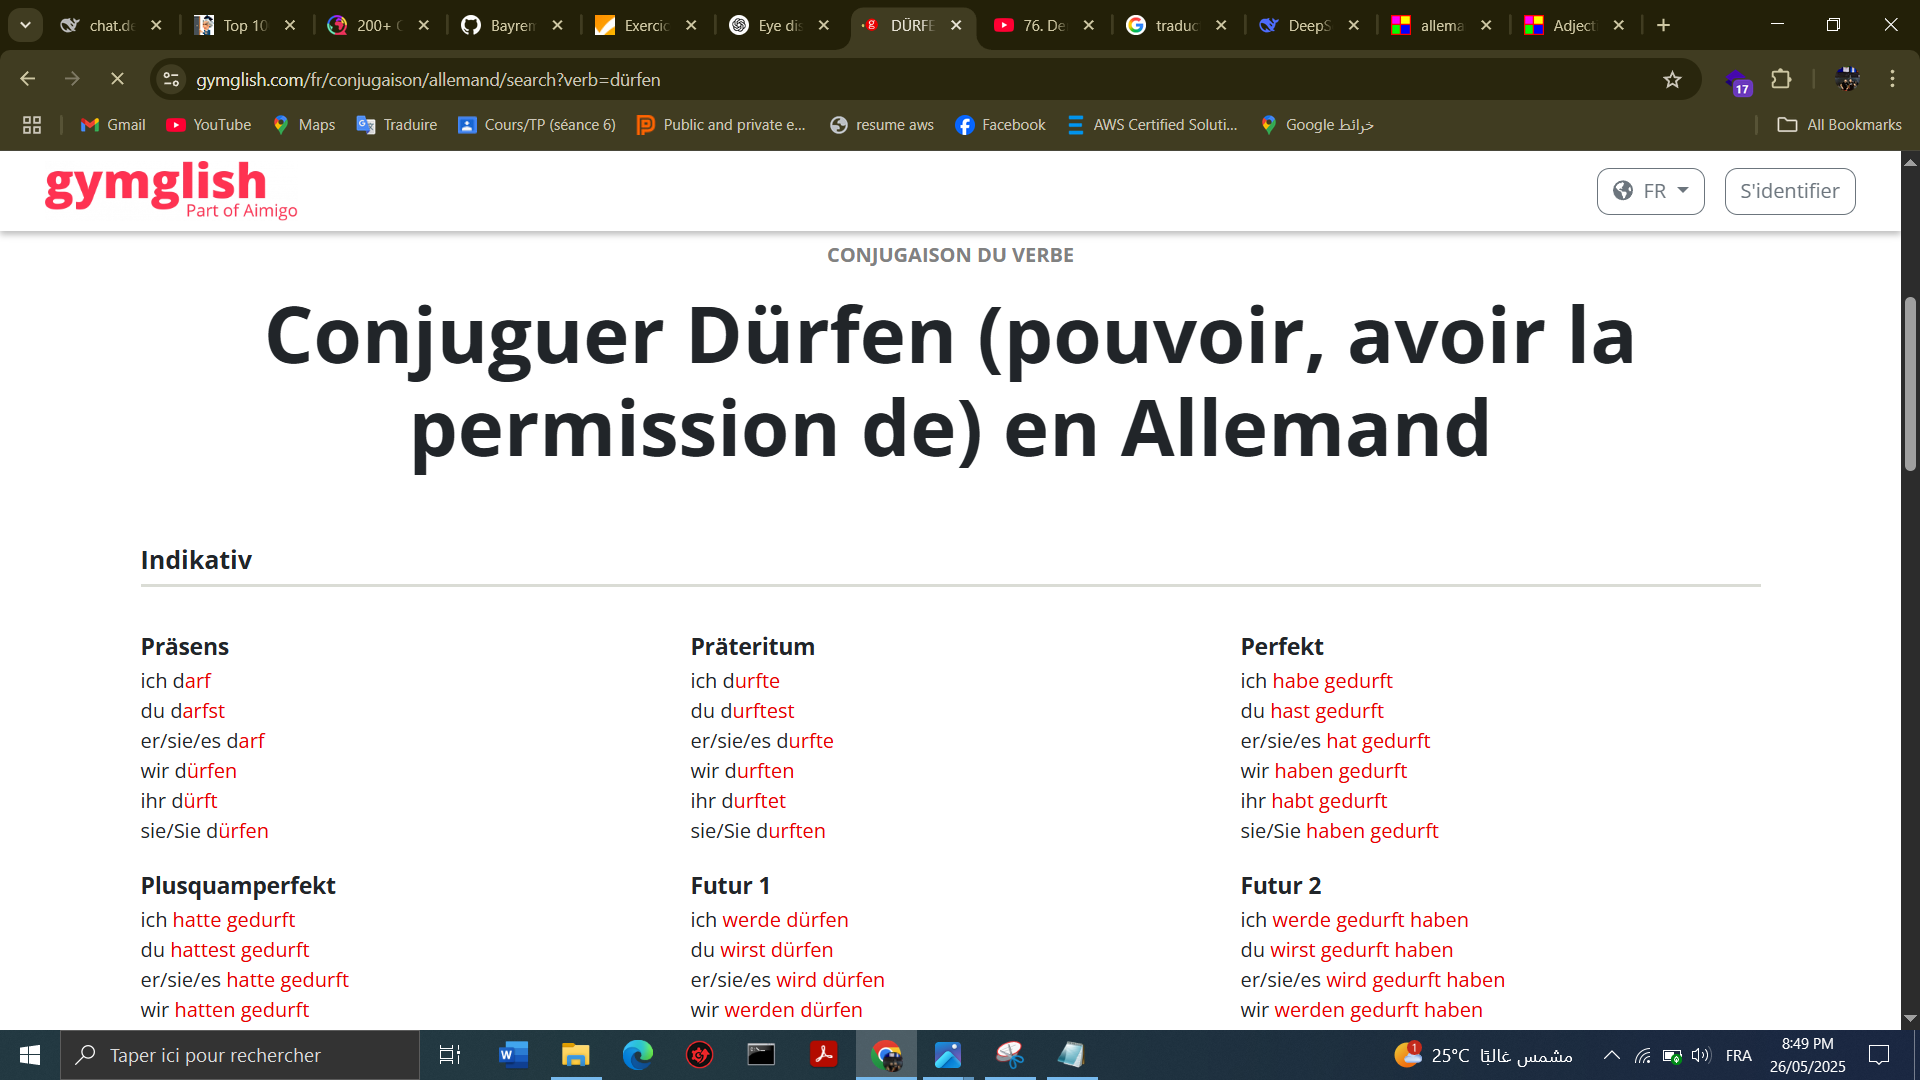 chat.de
Top 10
200+ C
Bayrem
Exercic
Eye dis
DÜRFE
76. De
traduc
DeepS
allema
Adject
gymglish.com/fr/conjugaison/allemand/search?verb=dürfen
17
Gmail
YouTube
Maps
Traduire
Cours/TP (séance 6)
Public and private e...
resume aws
Facebook
AWS Certified Soluti...
خرائط Google
All Bookmarks
gymglish
Part of Aimigo
FR
S'identifier
CONJUGAISON DU VERBE
Conjuguer Dürfen (pouvoir, avoir la
permission de) en Allemand
Indikativ
Präsens
ich darf
du darfst
er/sie/es darf
wir dürfen
ihr dürft
sie/Sie dürfen
Präteritum
ich durfte
du durftest
er/sie/es durfte
wir durften
ihr durftet
sie/Sie durften
Perfekt
ich habe gedurft
du hast gedurft
er/sie/es hat gedurft
wir haben gedurft
ihr habt gedurft
sie/Sie haben gedurft
Plusquamperfekt
ich hatte gedurft
du hattest gedurft
er/sie/es hatte gedurft
wir hatten gedurft
Futur 1
ich werde dürfen
du wirst dürfen
er/sie/es wird dürfen
wir werden dürfen
Futur 2
ich werde gedurft haben
du wirst gedurft haben
er/sie/es wird gedurft haben
wir werden gedurft haben
Taper ici pour rechercher
1
25°C مشمس غالبًا
FRA
8:49 PM
26/05/2025